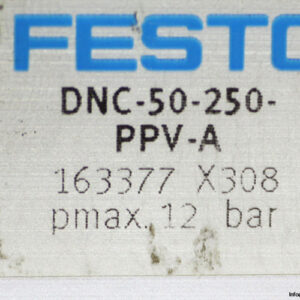 FESTO
DNC-50-250-
PPV-A
163377 X308
pmax. 12 bar